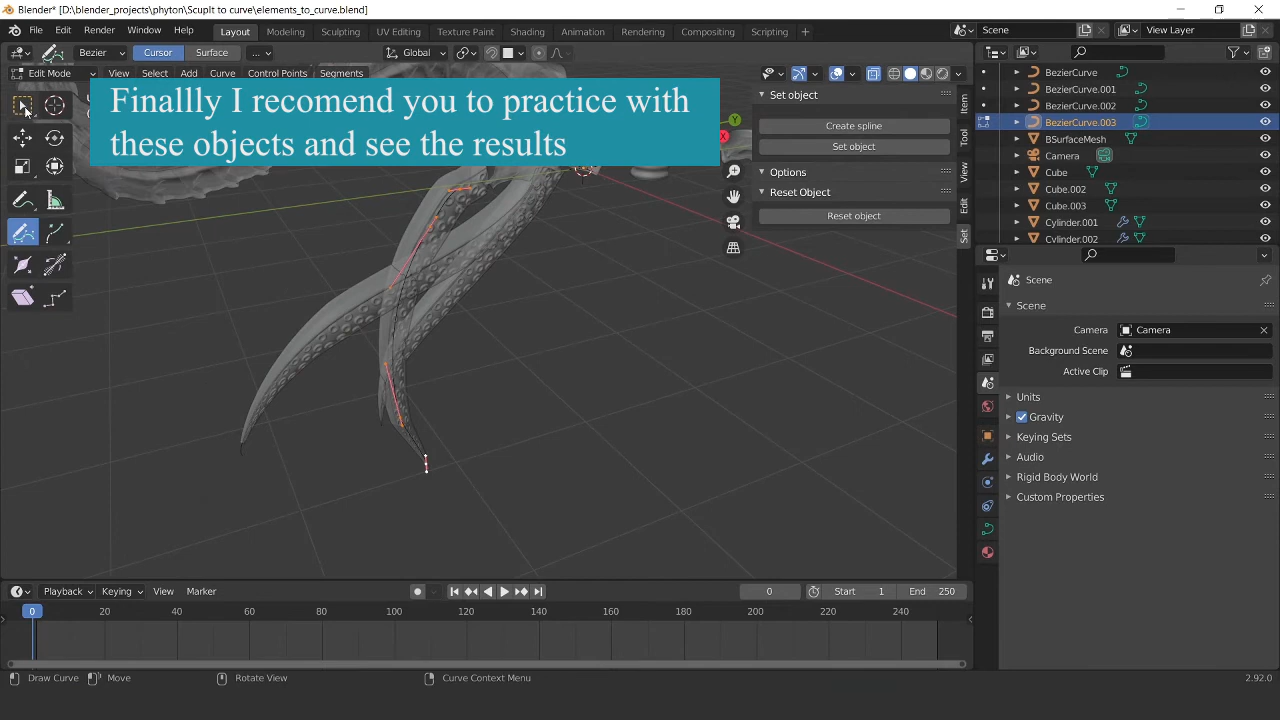 Blender* [D:\blender_projects\phyton\Scuplt to curve\elements_to_curve.blend]
File Edit Render Window Help Layout Modeling Sculpting UV Editing Texture Paint Shading Animation Rendering Compositing Scripting Scene View Layer
Bezier Cursor Surface ... Global
Edit Mode View Select Add Curve Control Points Segments
Finallly I recomend you to practice with
these objects and see the results
Y
X
Set object
Create spline
Set object
Options
Reset Object
Reset object
Item
Tool
View
Edit
Set
BezierCurve
BezierCurve.001
BezierCurve.002
BezierCurve.003
BSurfaceMesh
Camera
Cube
Cube.002
Cube.003
Cylinder.001
Cylinder.002
Scene
Scene
Camera Camera
Background Scene
Active Clip
Units
Gravity
Keying Sets
Audio
Rigid Body World
Custom Properties
Playback Keying View Marker 0 Start 1 End 250
0 20 40 60 80 100 120 140 160 180 200 220 240
Draw Curve Move Rotate View Curve Context Menu 2.92.0